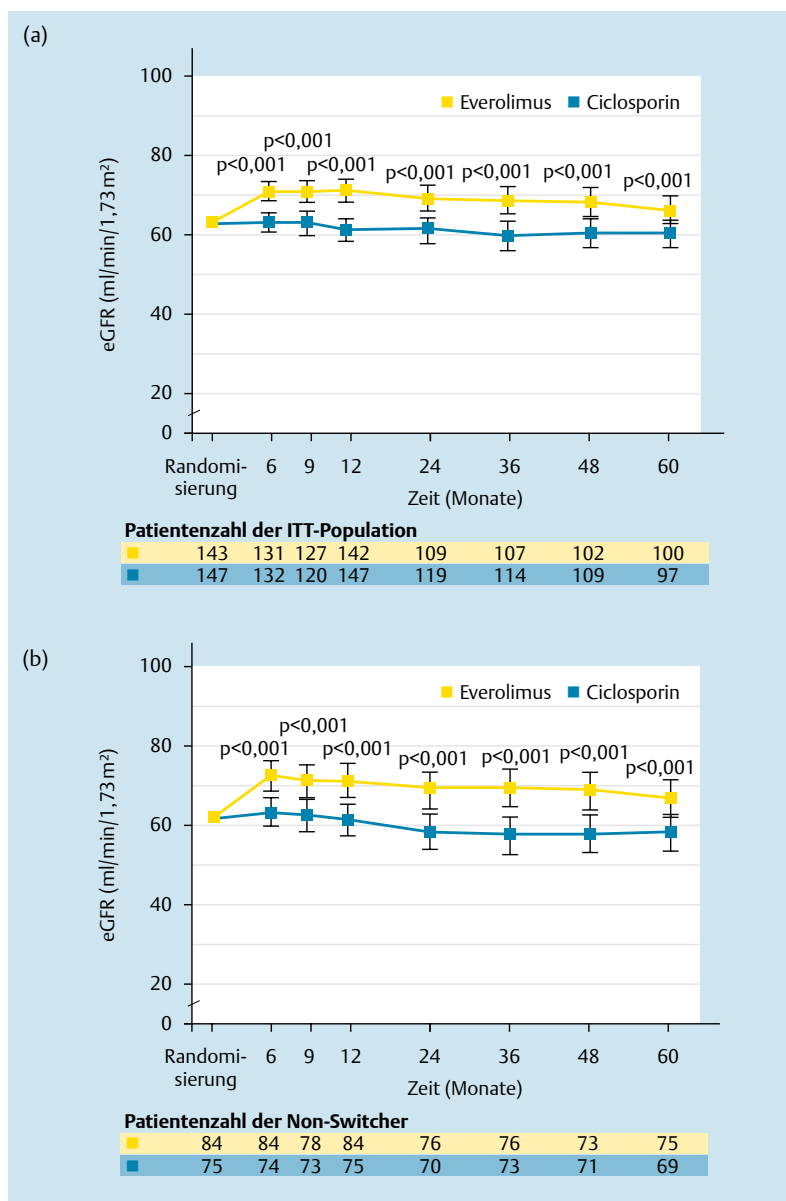 (a)
100
80
60
40
20
0
eGFR (ml/min/1,73 m²)
Everolimus Ciclosporin
p<0,001
p<0,001 p<0,001 p<0,001 p<0,001 p<0,001 p<0,001
Randomi-
sierung
6 9 12 24 36 48 60
Zeit (Monate)
Patientenzahl der ITT-Population
143 131 127 142 109 107 102 100
147 132 120 147 119 114 109 97
(b)
100
80
60
40
20
0
eGFR (ml/min/1,73 m²)
Everolimus Ciclosporin
p<0,001
p<0,001 p<0,001 p<0,001 p<0,001 p<0,001 p<0,001
Randomi-
sierung
6 9 12 24 36 48 60
Zeit (Monate)
Patientenzahl der Non-Switcher
84 84 78 84 76 76 73 75
75 74 73 75 70 73 71 69